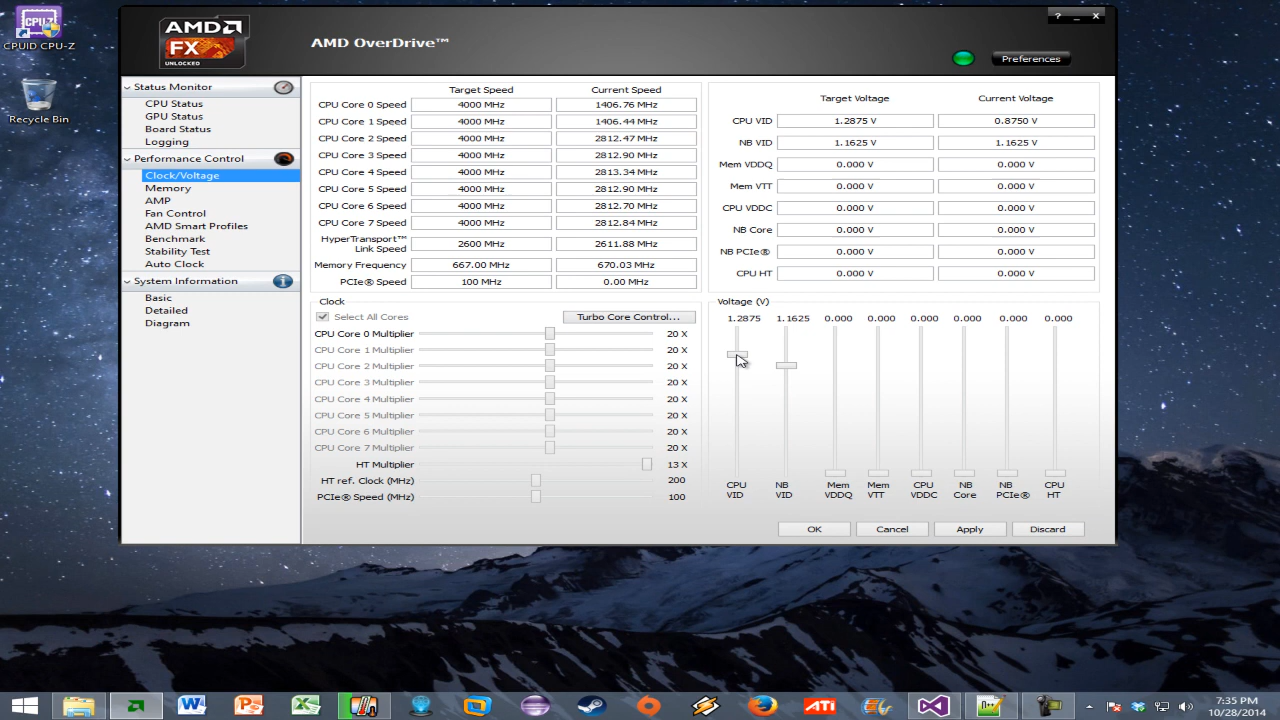 CPUID CPU-Z
Recycle Bin
AMD
FX
UNLOCKED
AMD OverDrive™
? _ x
Preferences
Status Monitor
CPU Status
GPU Status
Board Status
Logging
Performance Control
Clock/Voltage
Memory
AMP
Fan Control
AMD Smart Profiles
Benchmark
Stability Test
Auto Clock
System Information
Basic
Detailed
Diagram
Target Speed Current Speed
CPU Core 0 Speed 4000 MHz 1406.76 MHz
CPU Core 1 Speed 4000 MHz 1406.44 MHz
CPU Core 2 Speed 4000 MHz 2812.47 MHz
CPU Core 3 Speed 4000 MHz 2812.90 MHz
CPU Core 4 Speed 4000 MHz 2813.34 MHz
CPU Core 5 Speed 4000 MHz 2812.90 MHz
CPU Core 6 Speed 4000 MHz 2812.70 MHz
CPU Core 7 Speed 4000 MHz 2812.84 MHz
HyperTransport™
Link Speed 2600 MHz 2611.88 MHz
Memory Frequency 667.00 MHz 670.03 MHz
PCIe® Speed 100 MHz 0.00 MHz
Target Voltage Current Voltage
CPU VID 1.2875 V 0.8750 V
NB VID 1.1625 V 1.1625 V
Mem VDDQ 0.000 V 0.000 V
Mem VTT 0.000 V 0.000 V
CPU VDDC 0.000 V 0.000 V
NB Core 0.000 V 0.000 V
NB PCIe® 0.000 V 0.000 V
CPU HT 0.000 V 0.000 V
Clock
Select All Cores Turbo Core Control...
CPU Core 0 Multiplier 20 X
CPU Core 1 Multiplier 20 X
CPU Core 2 Multiplier 20 X
CPU Core 3 Multiplier 20 X
CPU Core 4 Multiplier 20 X
CPU Core 5 Multiplier 20 X
CPU Core 6 Multiplier 20 X
CPU Core 7 Multiplier 20 X
HT Multiplier 13 X
HT ref. Clock (MHz) 200
PCIe® Speed (MHz) 100
Voltage (V)
1.2875 1.1625 0.000 0.000 0.000 0.000 0.000 0.000
CPU NB Mem Mem CPU NB NB CPU
VID VID VDDQ VTT VDDC Core PCIe® HT
OK Cancel Apply Discard
ATI
7:35 PM
10/28/2014